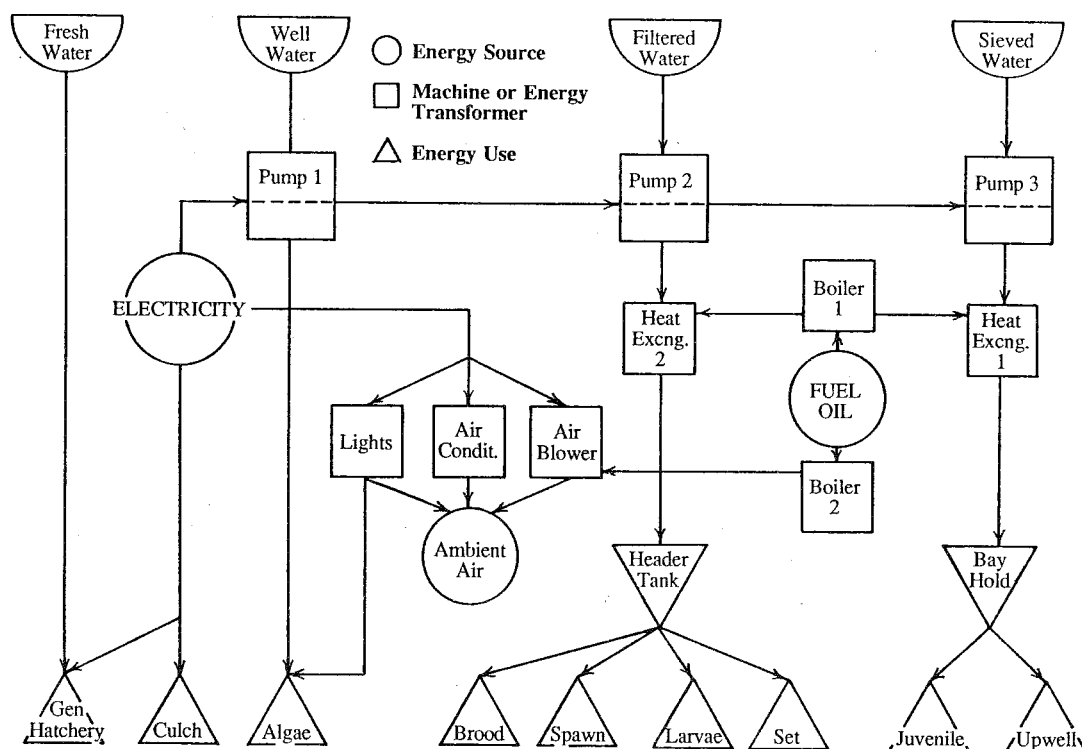 Fresh
Water
Well
Water
Filtered
Water
Sieved
Water
Energy Source
Machine or Energy
Transformer
Energy Use
Pump 1
Pump 2
Pump 3
ELECTRICITY
Boiler
1
Heat
Excng.
2
Heat
Excng.
1
FUEL
OIL
Lights
Air
Condit.
Air
Blower
Boiler
2
Ambient
Air
Header
Tank
Bay
Hold
Gen
Hatchery
Culch
Algae
Brood
Spawn
Larvae
Set
Juvenile
Upwell